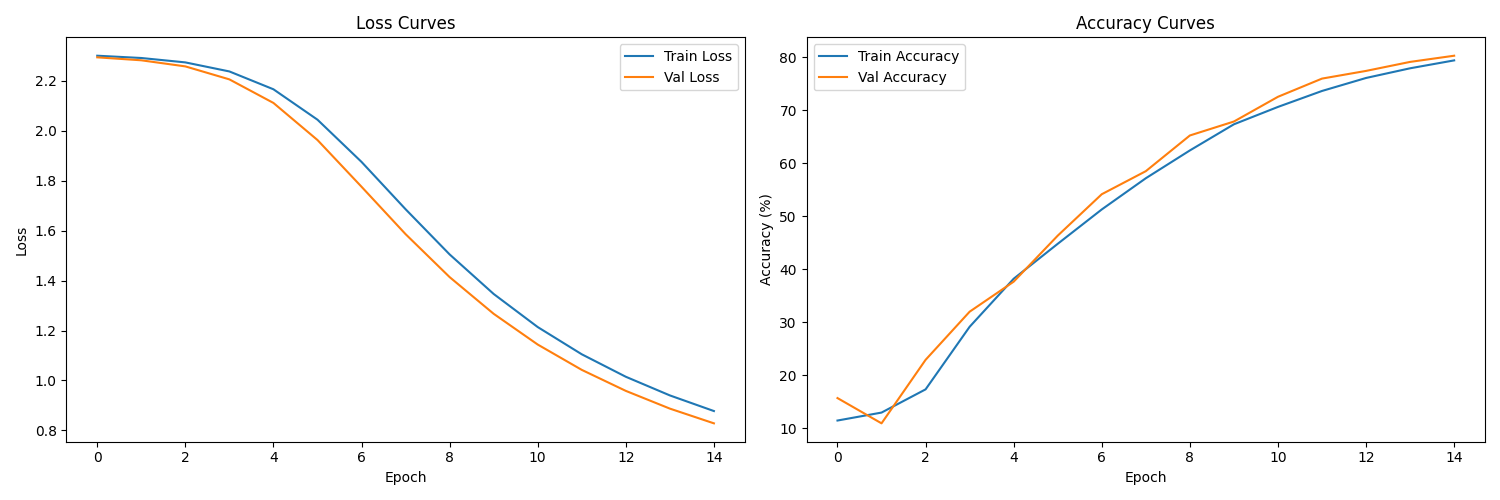 Loss Curves
Train Loss
Val Loss
2.2
2.0
1.8
1.6
1.4
1.2
1.0
0.8
Loss
0 2 4 6 8 10 12 14
Epoch
Accuracy Curves
Train Accuracy
Val Accuracy
80
70
60
50
40
30
20
10
Accuracy (%)
0 2 4 6 8 10 12 14
Epoch